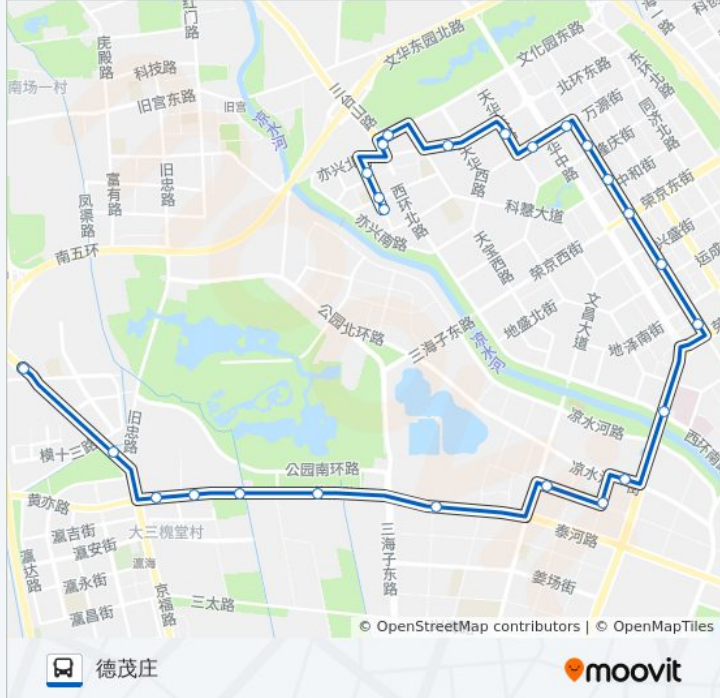 红门路
科创
海一路
庑殿路
文华东园北路
文化园东路
科技路
南场一村
旧宫东路
旧宫
凉水河
三台山路
北环东路
东环北路
万源街
同济北路
天华
天华西路
华中路
隆庆街
中和街
荣京东街
亦兴北
西环北路
科慧大道
旧忠路
富有路
凤渠路
亦兴南路
天宝西路
荣京西街
兴盛街
运成
南五环
公园北环路
地盛北街
文昌大道
三海子东路
凉水河
地泽南街
旧忠路
凉水河路
西环南
横十三路
公园南环路
凉水
街
黄亦路
瀛吉街
瀛安街
大三槐堂村
泰河路
瀛达路
瀛海
瀛永街
三海子东路
姜场街
京福路
三太路
瀛昌街
© OpenStreetMap contributors | © OpenMapTiles
德茂庄
moovit